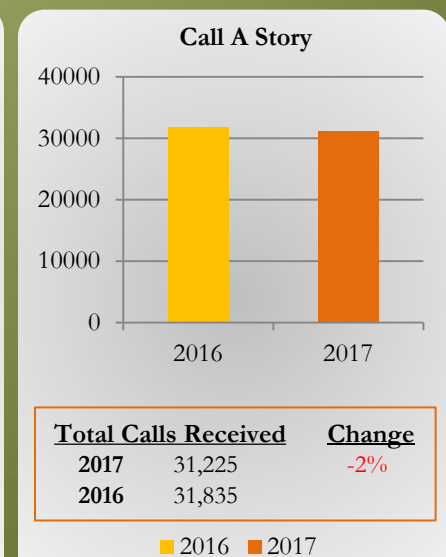 Call A Story
40000
30000
20000
10000
0
2016 2017
Total Calls Received Change
2017 31,225 -2%
2016 31,835
2016 2017